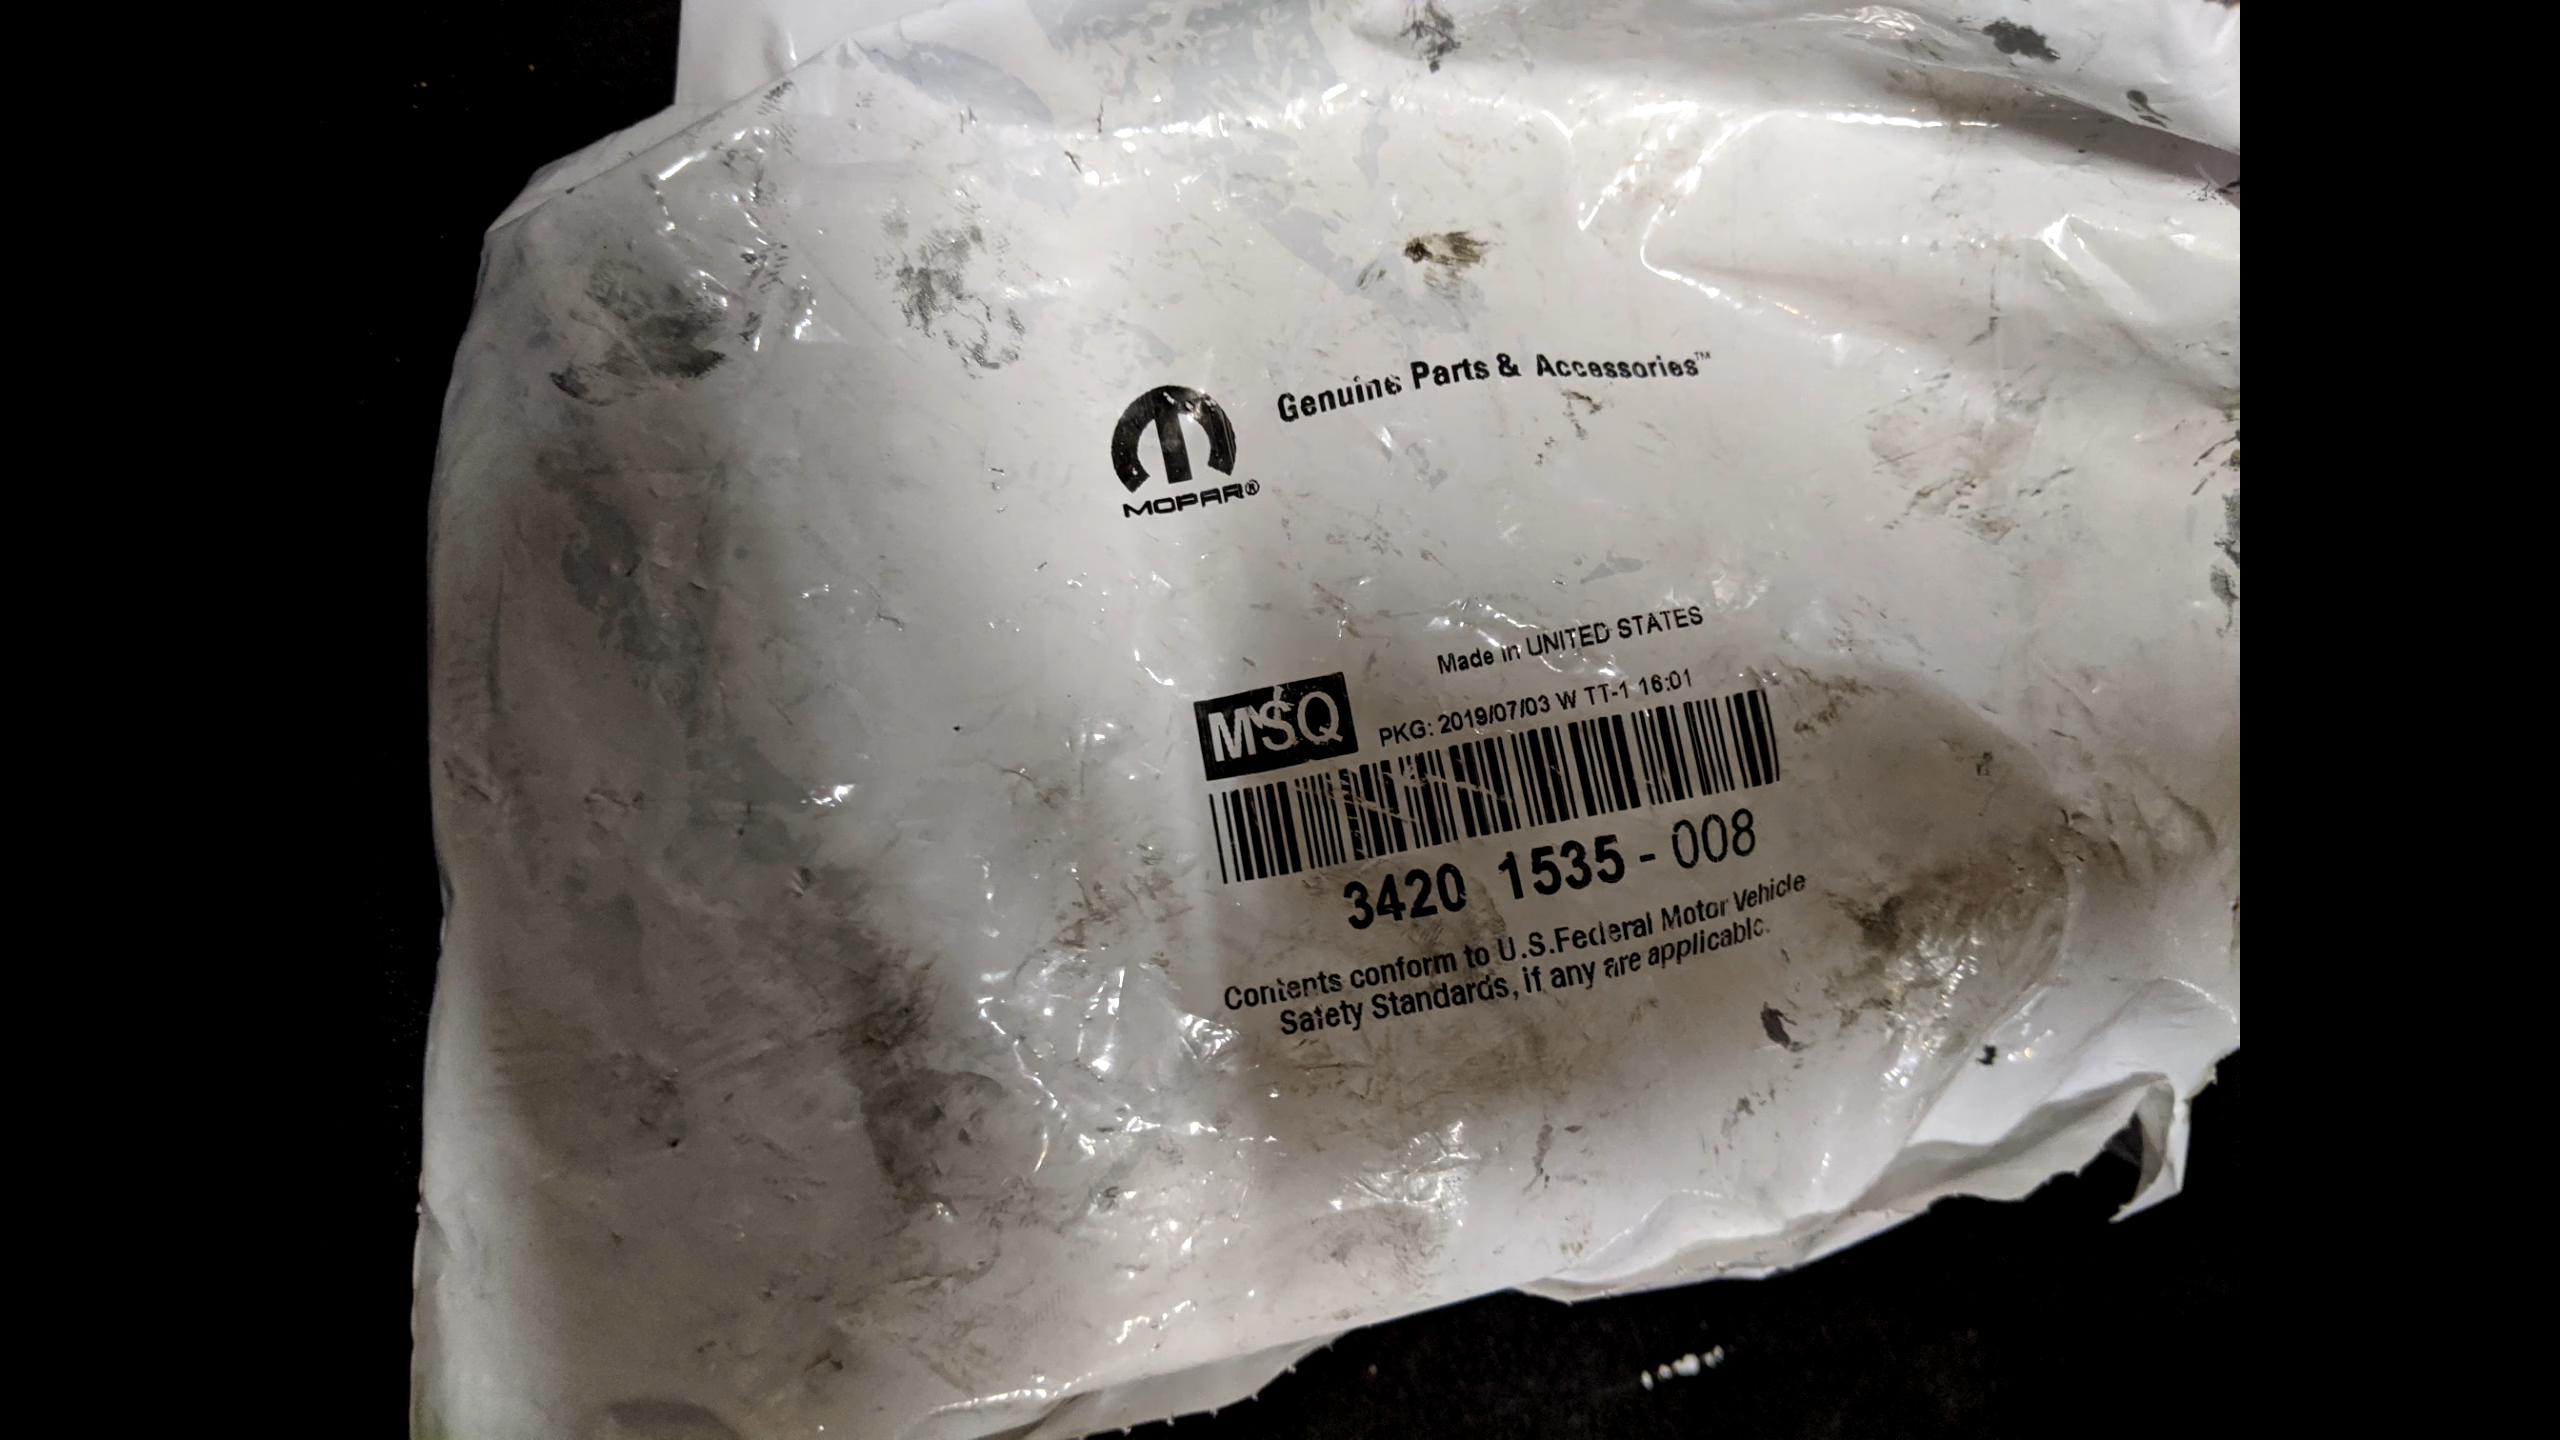 Genuine Parts & Accessories™
MOPAR®
Made in UNITED STATES
MSQ
PKG: 2019/07/03 W TT-1 16:01
3420 1535 - 008
Contents conform to U.S.Federal Motor Vehicle
Safety Standards, if any are applicable.